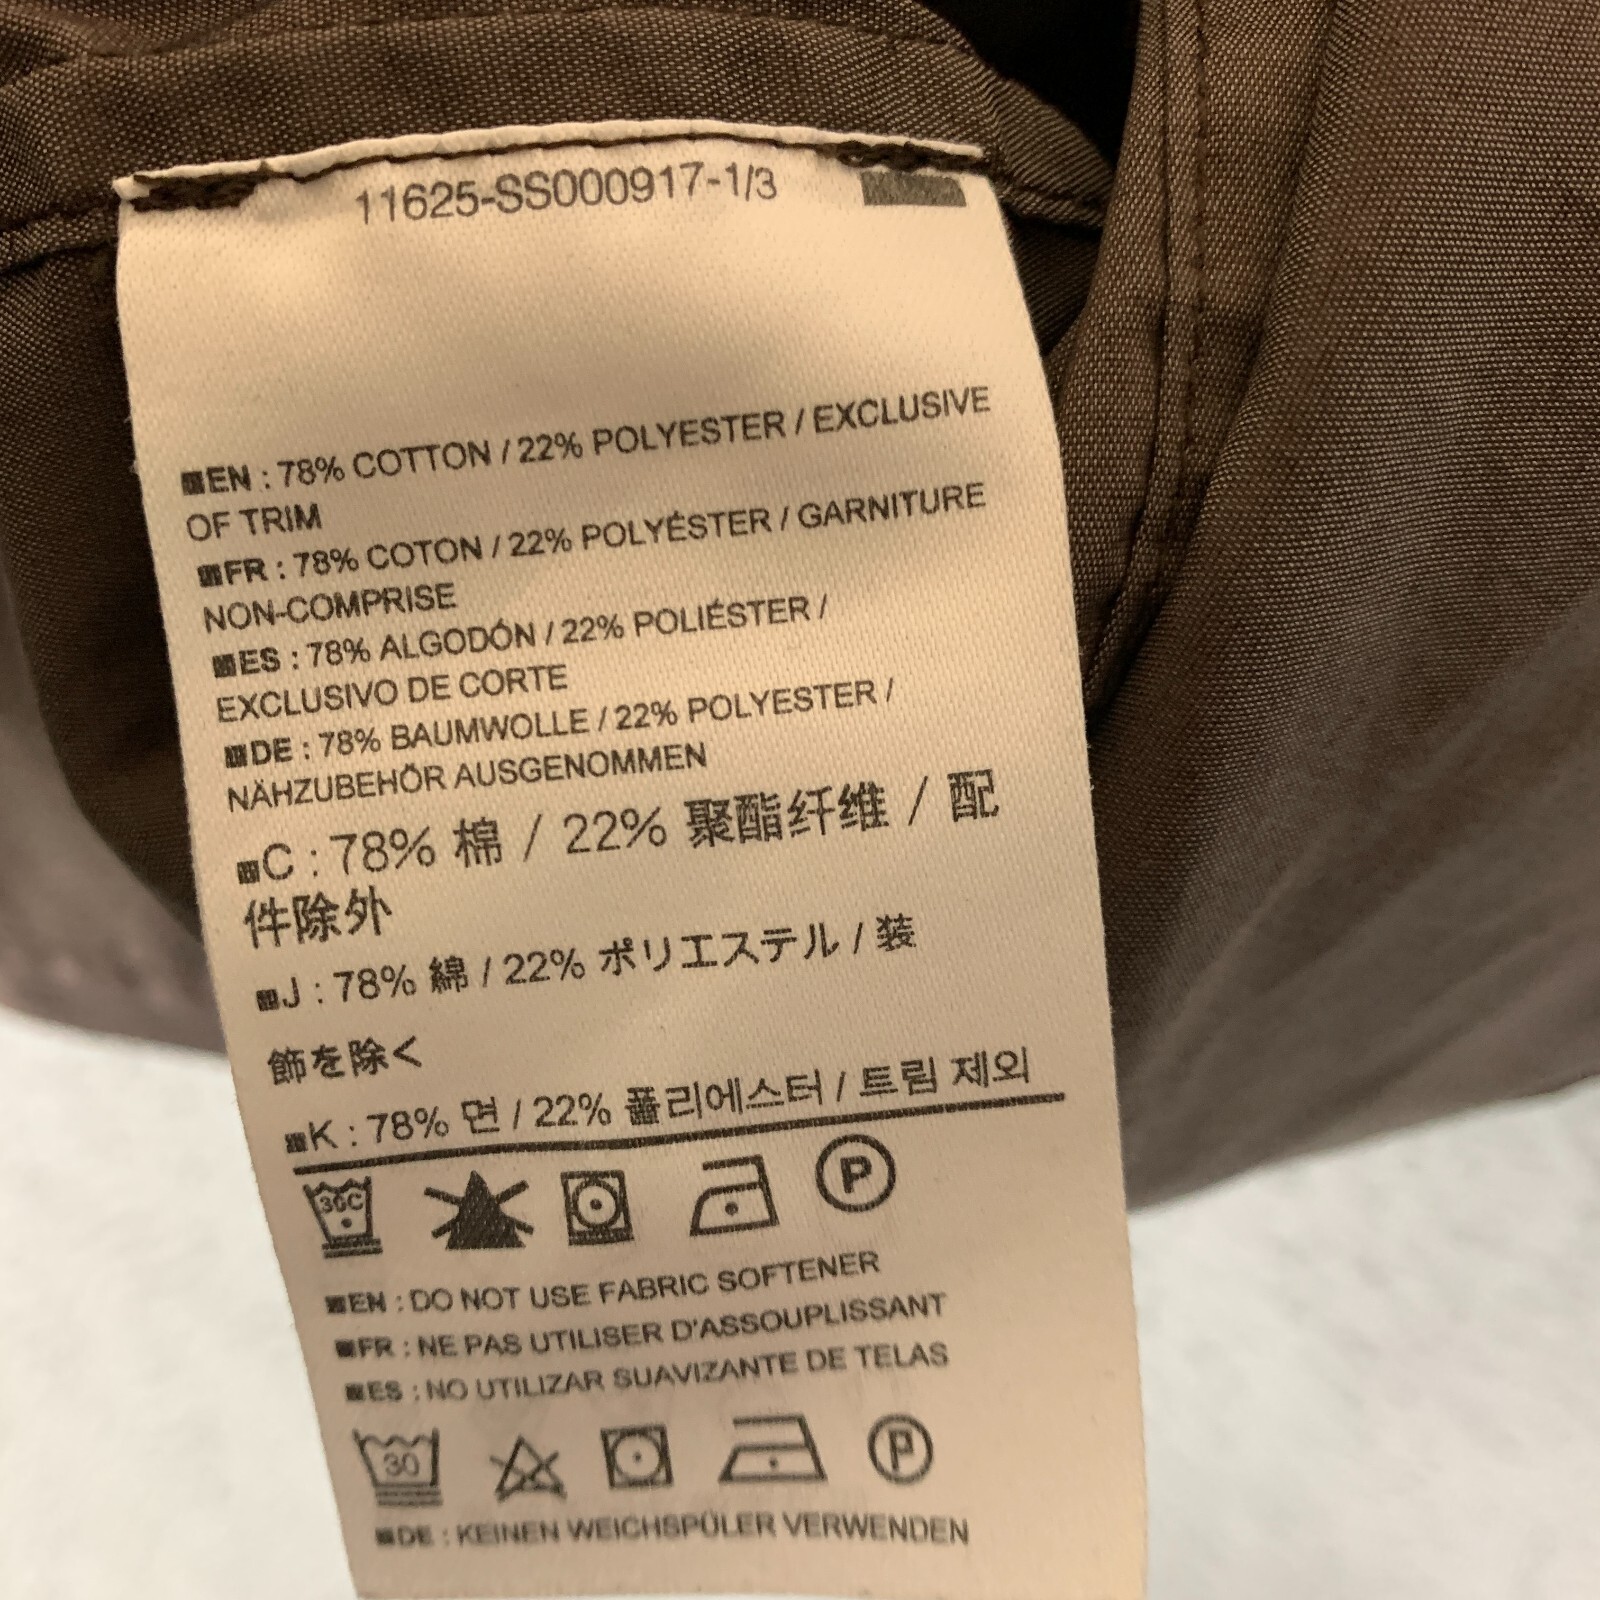 11625-SS000917-1/3
EN : 78% COTTON / 22% POLYESTER / EXCLUSIVE
OF TRIM
FR : 78% COTON / 22% POLYÉSTER / GARNITURE
NON-COMPRISE
ES : 78% ALGODÓN / 22% POLIÉSTER /
EXCLUSIVO DE CORTE
DE : 78% BAUMWOLLE / 22% POLYESTER /
NÄHZUBEHÖR AUSGENOMMEN
C : 78% 棉 / 22% 聚酯纤维 / 配
件除外
J : 78% 綿 / 22% ポリエステル / 装
飾を除く
K : 78% 면 / 22% 폴리에스터 / 트림 제외
30C P
EN : DO NOT USE FABRIC SOFTENER
FR : NE PAS UTILISER D'ASSOUPLISSANT
ES : NO UTILIZAR SUAVIZANTE DE TELAS
30 P
DE : KEINEN WEICHSPÜLER VERWENDEN